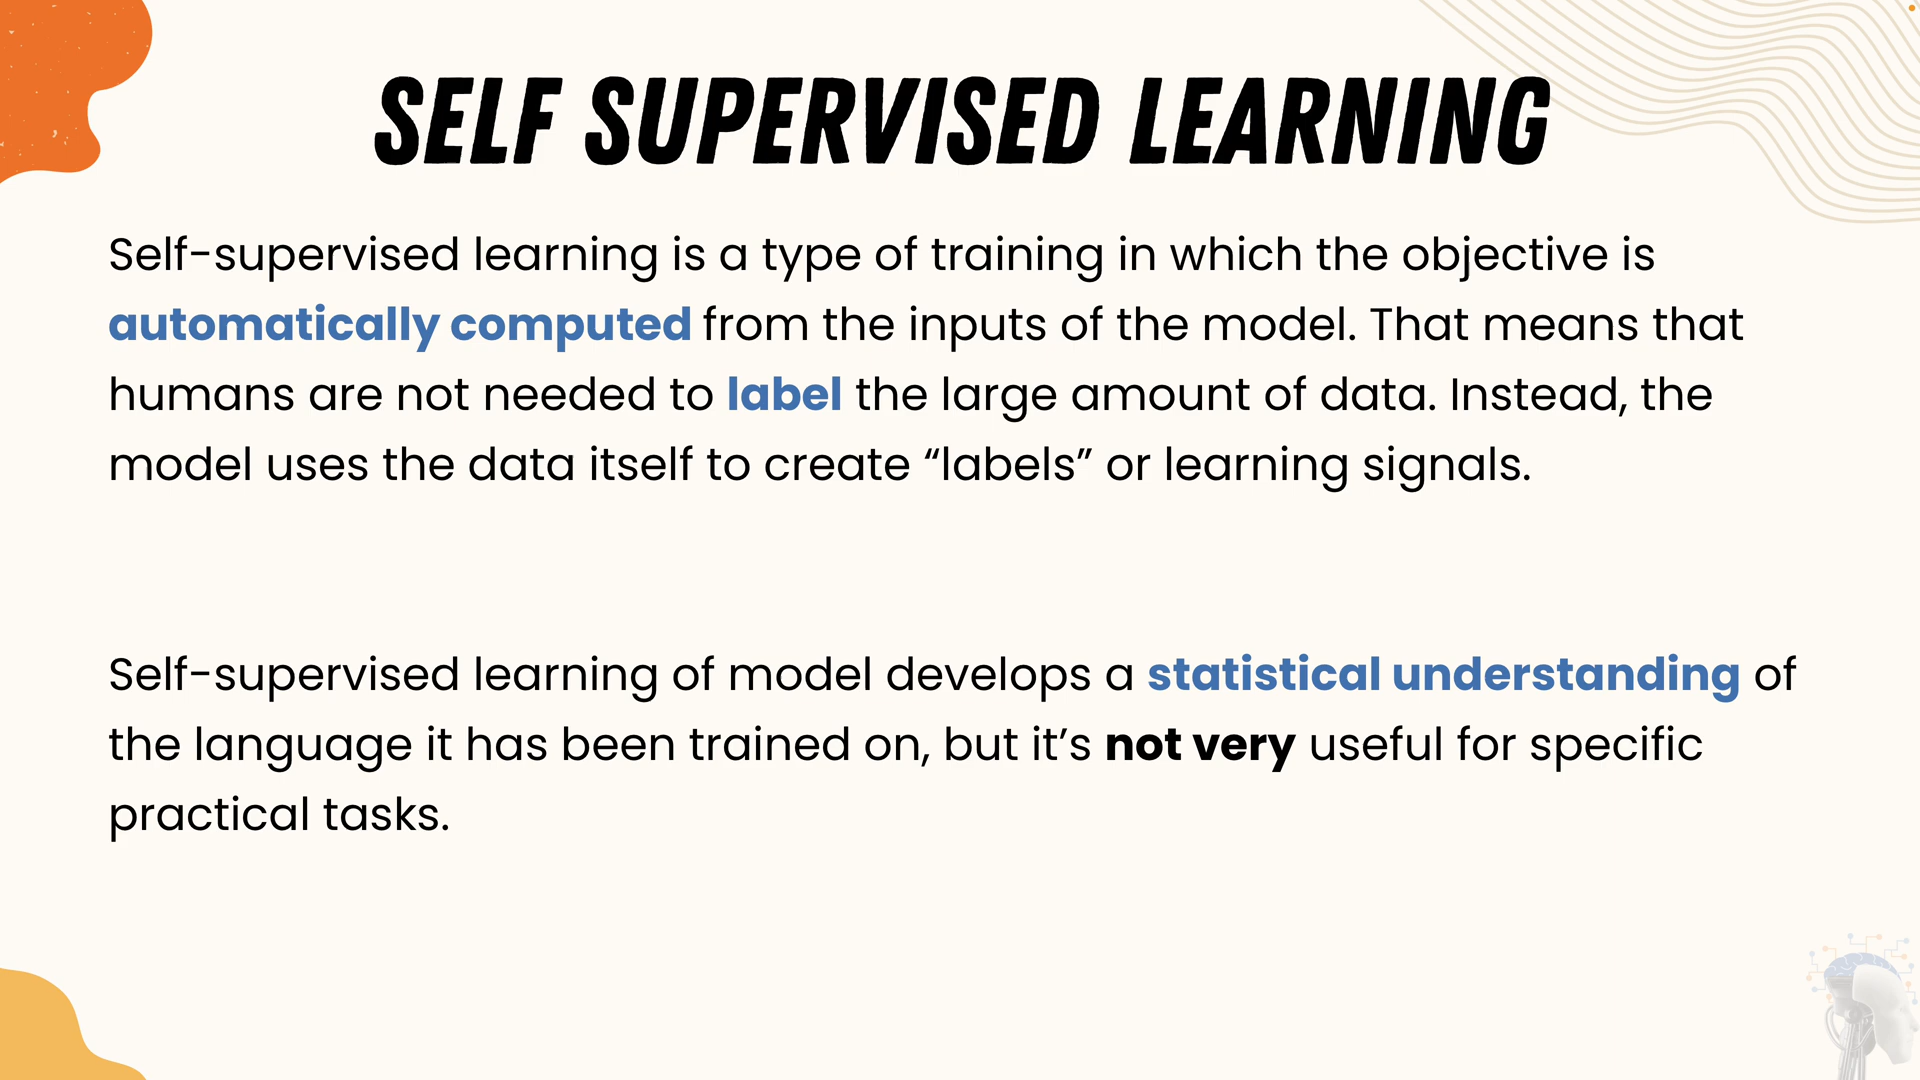 SELF SUPERVISED LEARNING
Self-supervised learning is a type of training in which the objective is
automatically computed from the inputs of the model. That means that
humans are not needed to label the large amount of data. Instead, the
model uses the data itself to create “labels” or learning signals.
Self-supervised learning of model develops a statistical understanding of
the language it has been trained on, but it’s not very useful for specific
practical tasks.